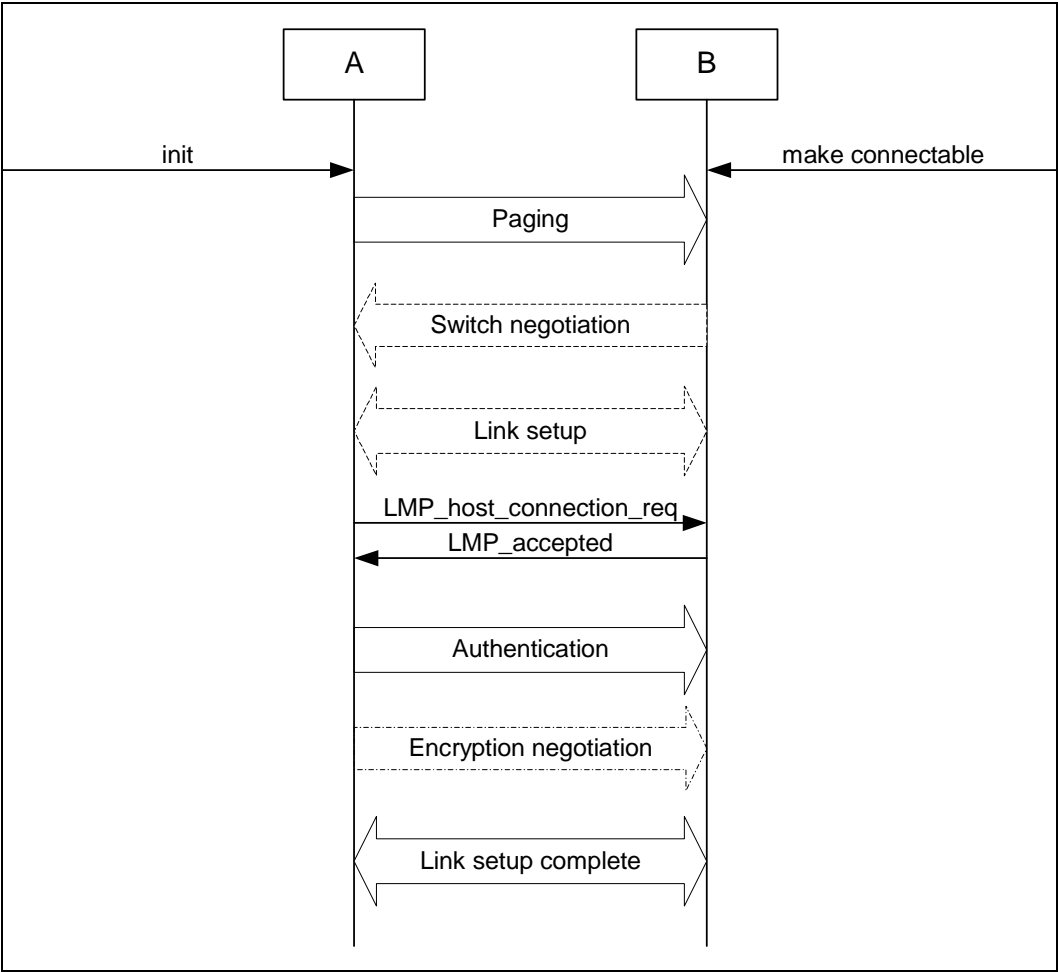 A
B
init
make connectable
Paging
Switch negotiation
Link setup
LMP_host_connection_req
LMP_accepted
Authentication
Encryption negotiation
Link setup complete